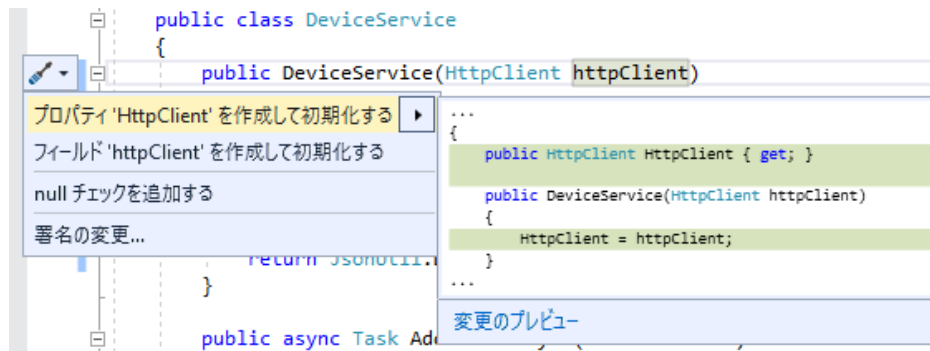 public class DeviceService
{
public DeviceService(HttpClient httpClient)
プロパティ 'HttpClient' を作成して初期化する
フィールド 'httpClient' を作成して初期化する
null チェックを追加する
署名の変更...
...
{
public HttpClient HttpClient { get; }
public DeviceService(HttpClient httpClient)
{
HttpClient = httpClient;
}
...
変更のプレビュー
return
}
public async Task